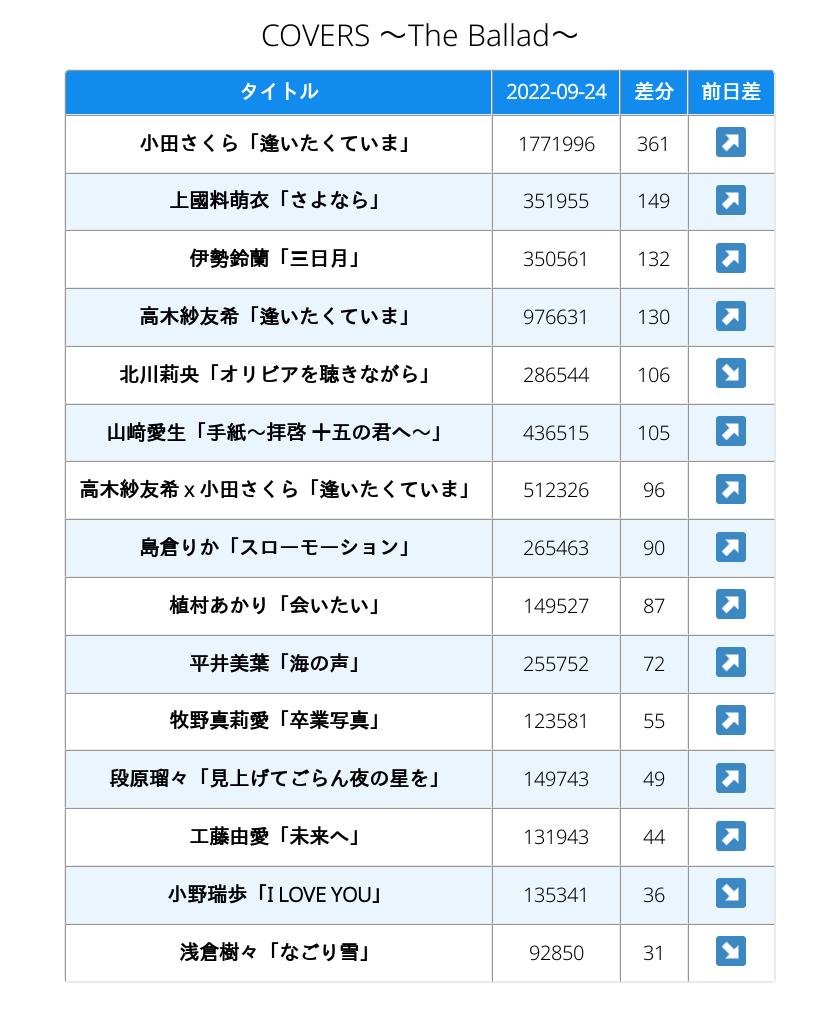 COVERS ～The Ballad～
タイトル 2022-09-24 差分 前日差
小田さくら「逢いたくていま」 1771996 361 ↗
上國料萌衣「さよなら」 351955 149 ↗
伊勢鈴蘭「三日月」 350561 132 ↗
高木紗友希「逢いたくていま」 976631 130 ↗
北川莉央「オリビアを聴きながら」 286544 106 ↘
山﨑愛生「手紙～拝啓 十五の君へ～」 436515 105 ↗
高木紗友希 x 小田さくら「逢いたくていま」 512326 96 ↗
島倉りか「スローモーション」 265463 90 ↗
植村あかり「会いたい」 149527 87 ↗
平井美葉「海の声」 255752 72 ↗
牧野真莉愛「卒業写真」 123581 55 ↗
段原瑠々「見上げてごらん夜の星を」 149743 49 ↗
工藤由愛「未来へ」 131943 44 ↗
小野瑞歩「I LOVE YOU」 135341 36 ↘
浅倉樹々「なごり雪」 92850 31 ↘